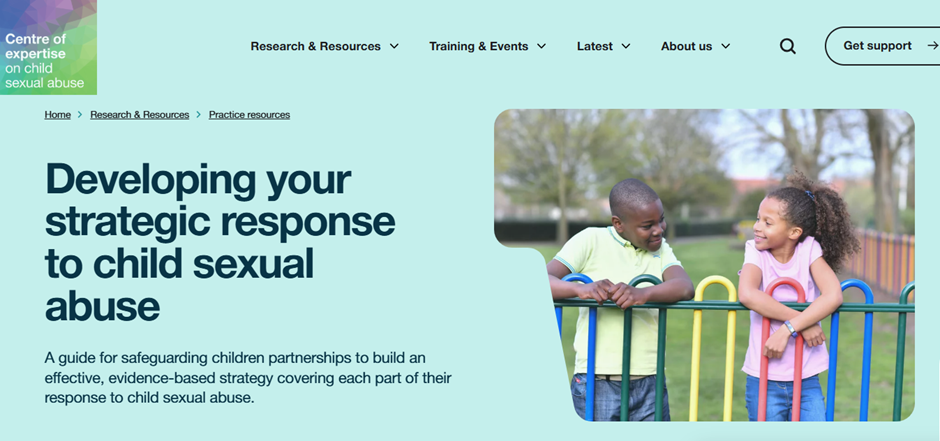 Centre of
expertise
on child
sexual abuse
Research & Resources
Training & Events
Latest
About us
Get support
Home
Research & Resources
Practice resources
Developing your
strategic response
to child sexual
abuse
A guide for safeguarding children partnerships to build an
effective, evidence-based strategy covering each part of their
response to child sexual abuse.